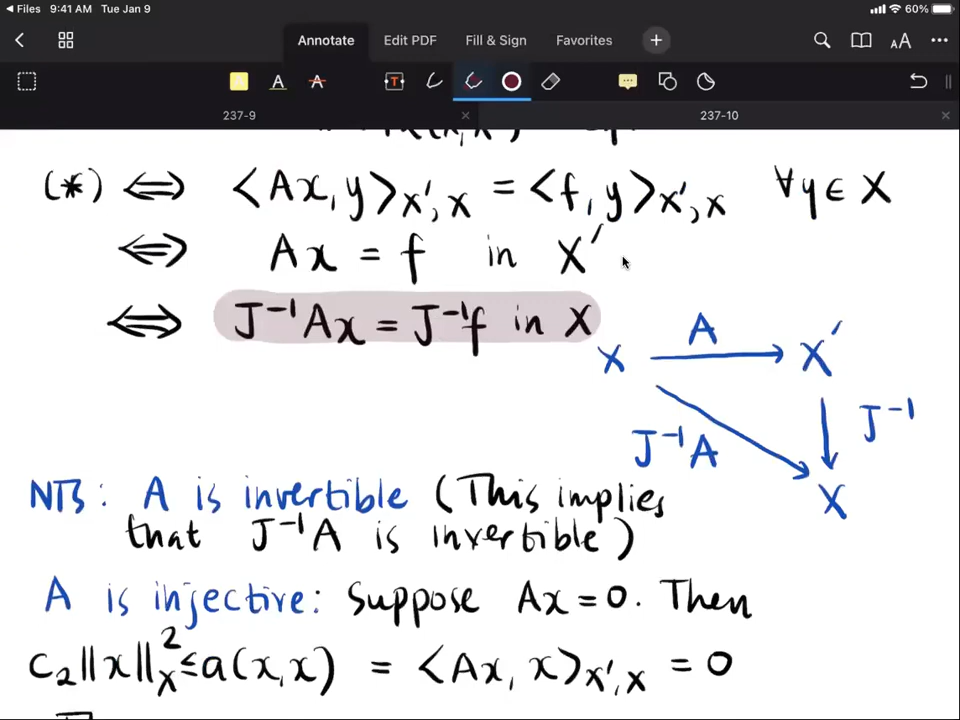 Files 9:41 AM Tue Jan 9 60%
Annotate Edit PDF Fill & Sign Favorites
A A T
AA
237-9 237-10
(*) ⟺ <Ax, y>X', X = <f, y>X', X ∀y ∈ X
⟺ Ax = f in X'
⟺ J⁻¹Ax = J⁻¹f in X
X A X'
J⁻¹A J⁻¹
X
NTS: A is invertible (This implies
that J⁻¹A is invertible)
A is injective: Suppose Ax = 0. Then
c₂||x||²_X ≤ a(x, x) = <Ax, x>X', X = 0